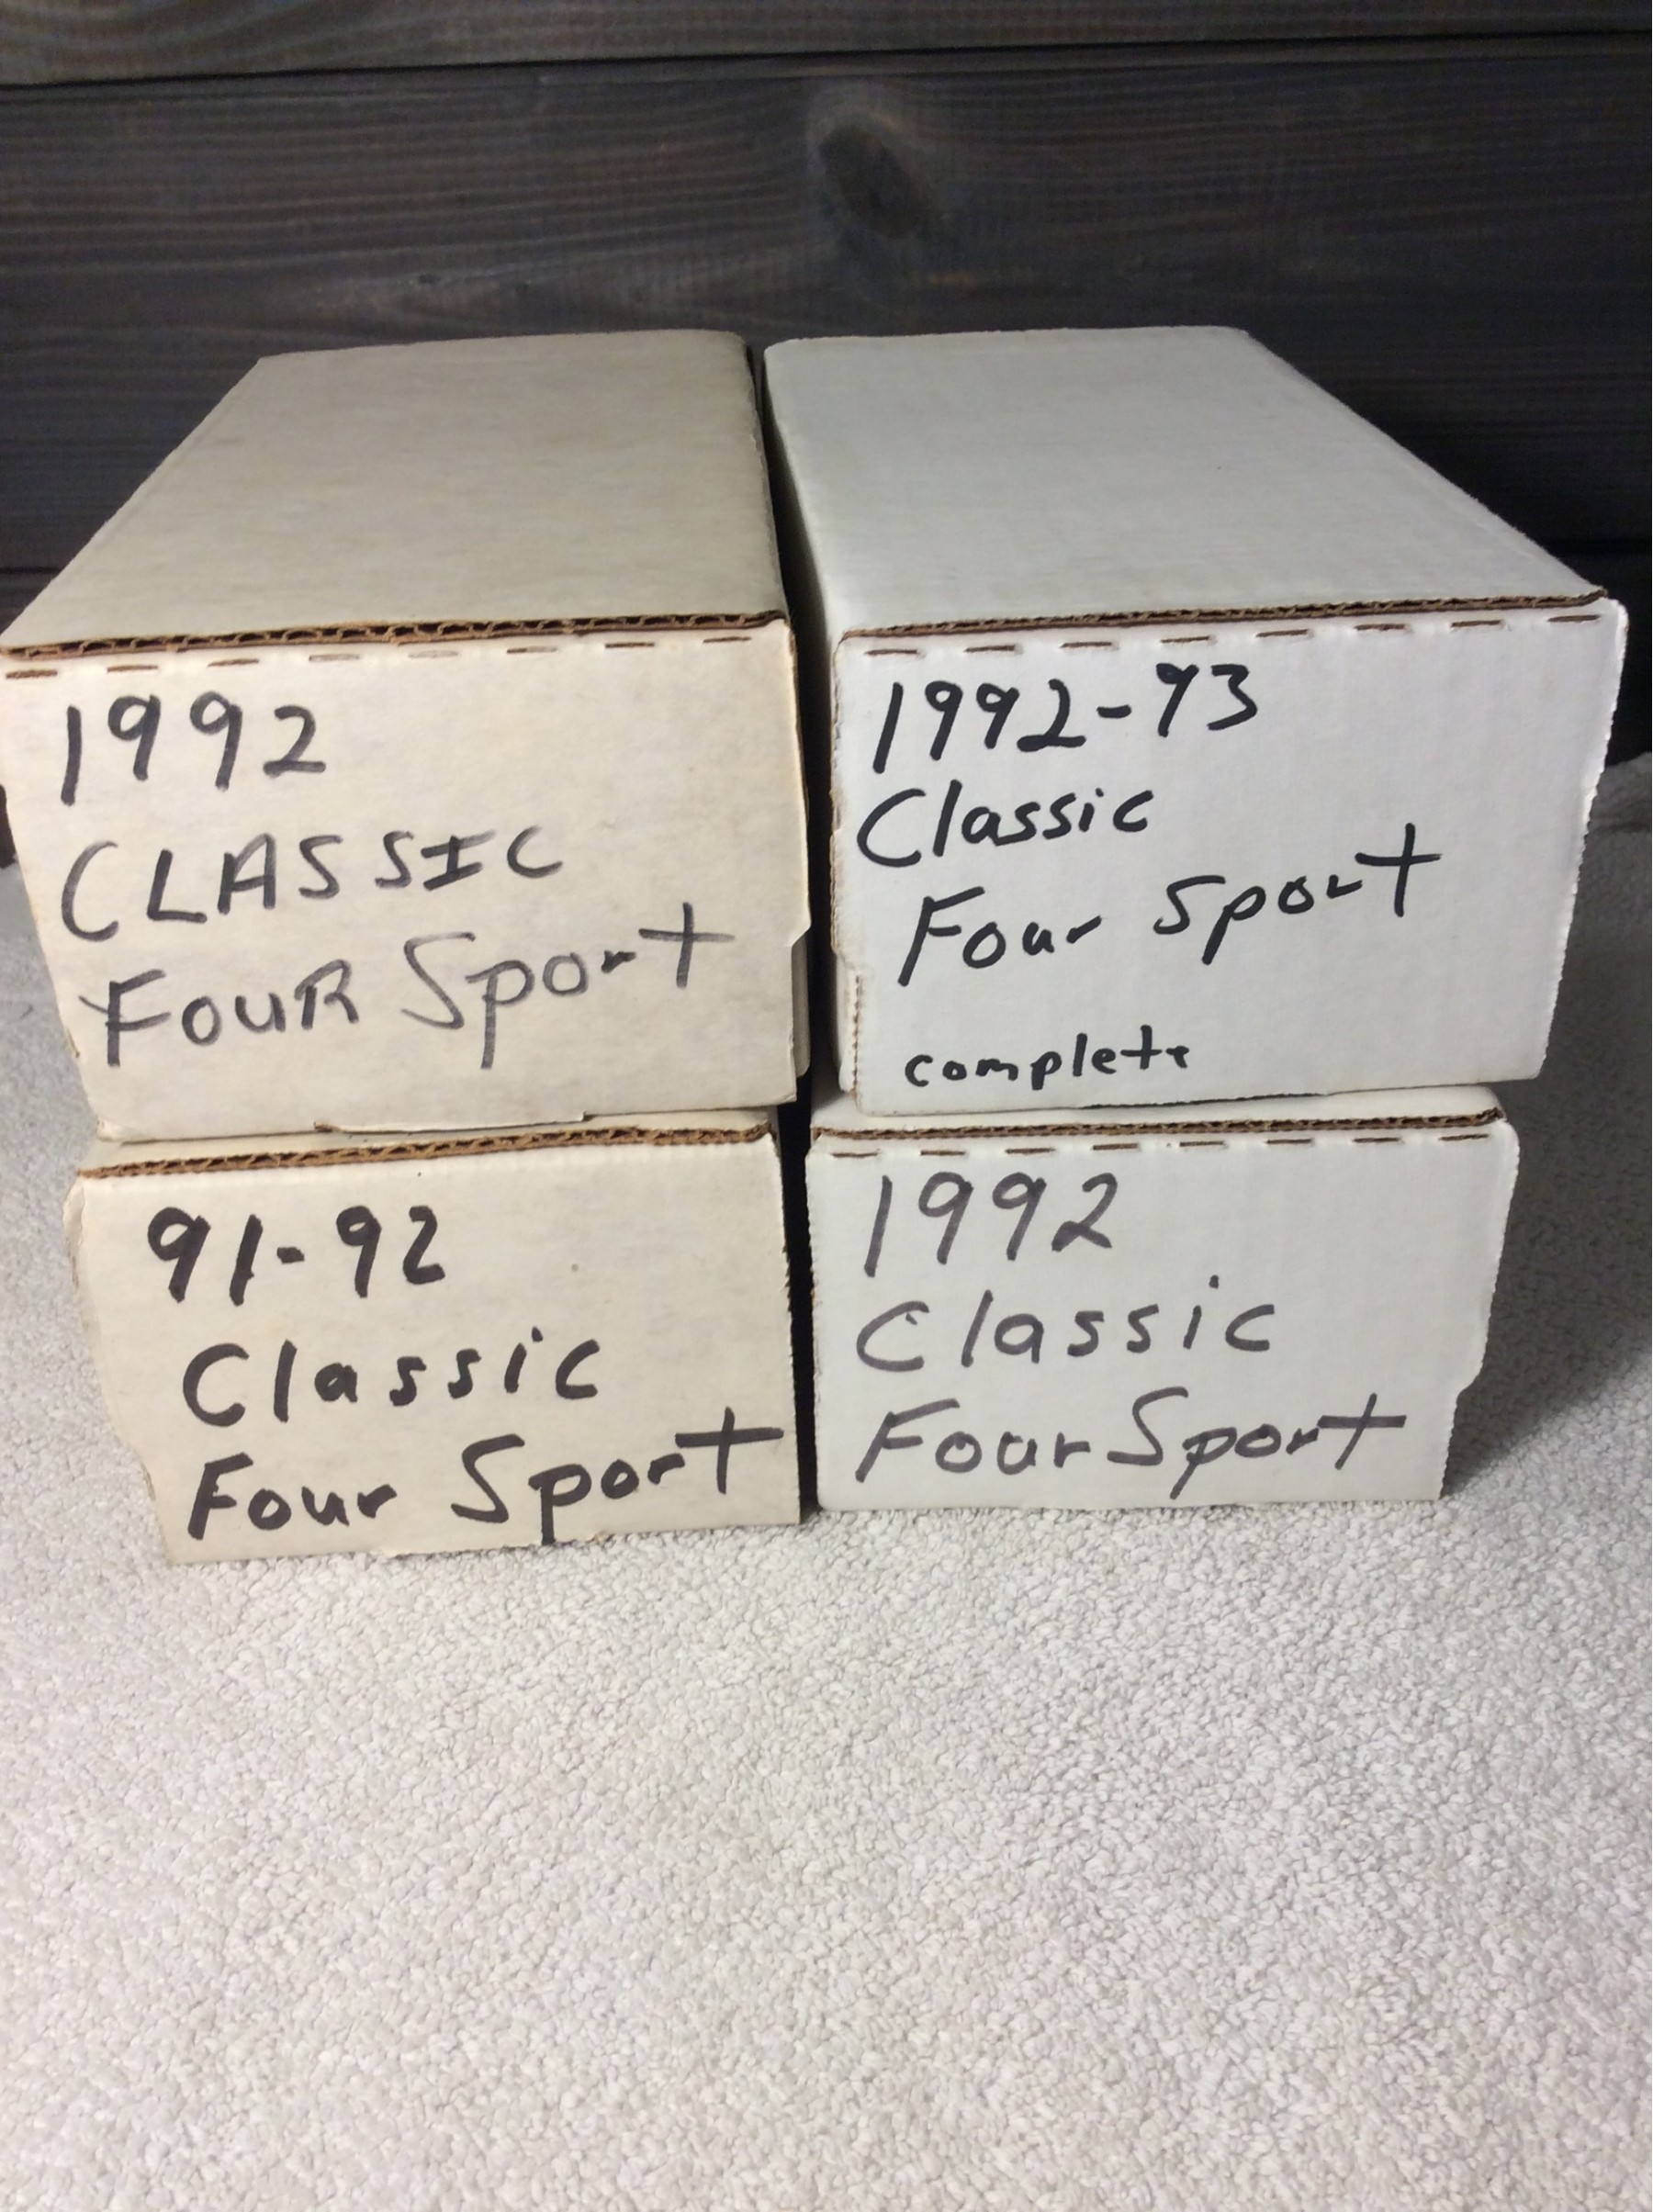 1992
CLASSIC
FOUR Sport
1992-93
Classic
Four Sport
complete
91-92
Classic
Four Sport
1992
Classic
Four Sport